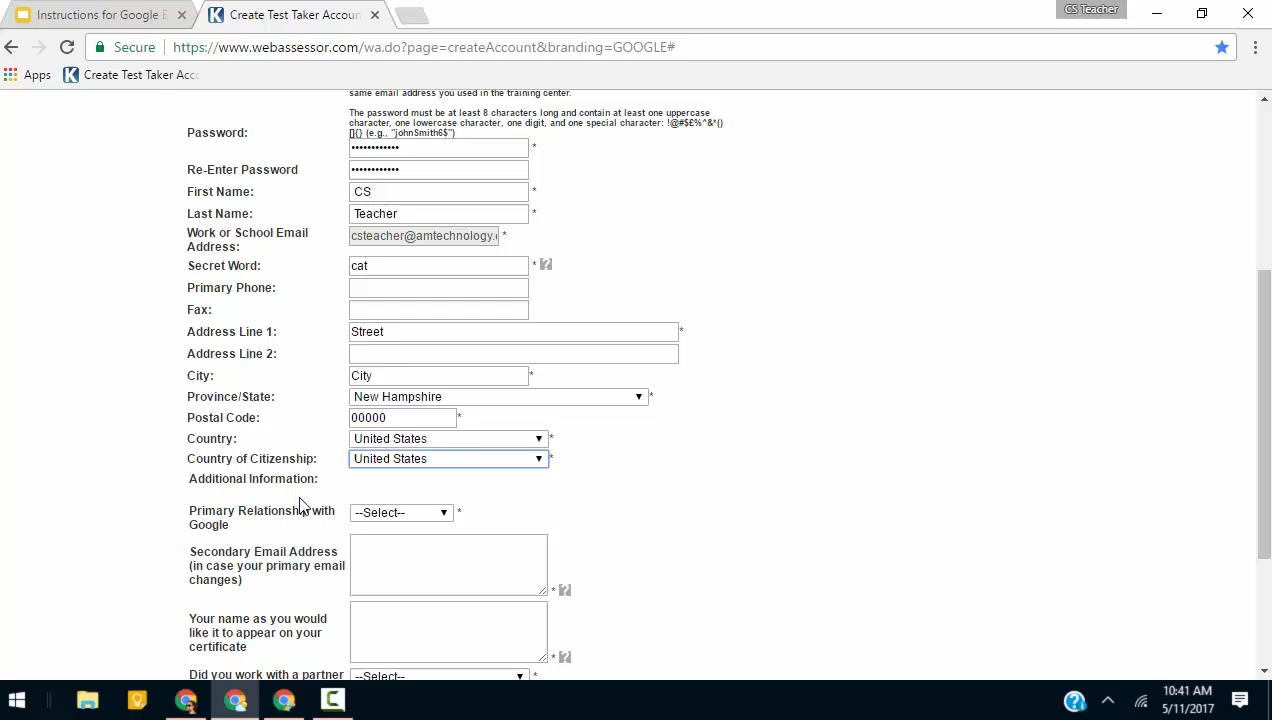 Instructions for Google E
Create Test Taker Accoun
CS Teacher
Secure
https://www.webassessor.com/wa.do?page=createAccount&branding=GOOGLE#
Apps
Create Test Taker Acc
same email address you used in the training center.
The password must be at least 8 characters long and contain at least one uppercase
character, one lowercase character, one digit, and one special character: !@#$£%^&*()
[]{} (e.g., "johnSmith6$")
Password:
•••••••••••• *
Re-Enter Password
••••••••••••
First Name: CS *
Last Name: Teacher *
Work or School Email
Address:
csteacher@amtechnology. *
Secret Word: cat * ?
Primary Phone:
Fax:
Address Line 1: Street *
Address Line 2:
City: City *
Province/State: New Hampshire *
Postal Code: 00000 *
Country: United States *
Country of Citizenship: United States *
Additional Information:
Primary Relationship with
Google
--Select-- *
Secondary Email Address
(in case your primary email
changes)
* ?
Your name as you would
like it to appear on your
certificate
* ?
Did you work with a partner
--Select-- *
10:41 AM
5/11/2017